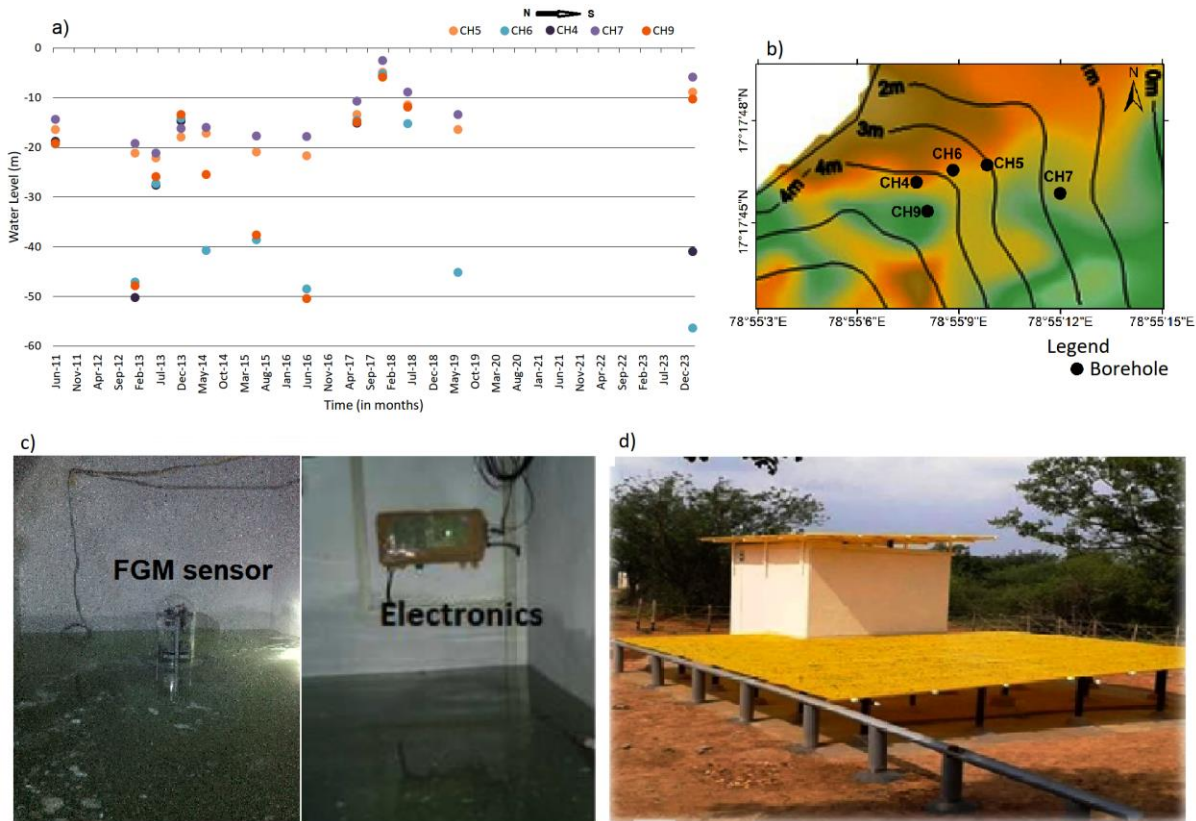 a)
N S
CH5 CH6 CH4 CH7 CH9
0
-10
-20
-30
-40
-50
-60
Water Level (m)
Jun-11 Nov-11 Apr-12 Sep-12 Feb-13 Jul-13 Dec-13 May-14 Oct-14 Mar-15 Aug-15 Jan-16 Jun-16 Nov-16 Apr-17 Sep-17 Feb-18 Jul-18 Dec-18 May-19 Oct-19 Mar-20 Aug-20 Jan-21 Jun-21 Nov-21 Apr-22 Sep-22 Feb-23 Jul-23 Dec-23
Time (in months)
b)
N
2m
3m
4m
4m
0m
CH6
CH5
CH4
CH7
CH9
17°17'48"N
17°17'45"N
78°55'3"E 78°55'6"E 78°55'9"E 78°55'12"E 78°55'15"E
Legend
Borehole
c)
FGM sensor
Electronics
d)